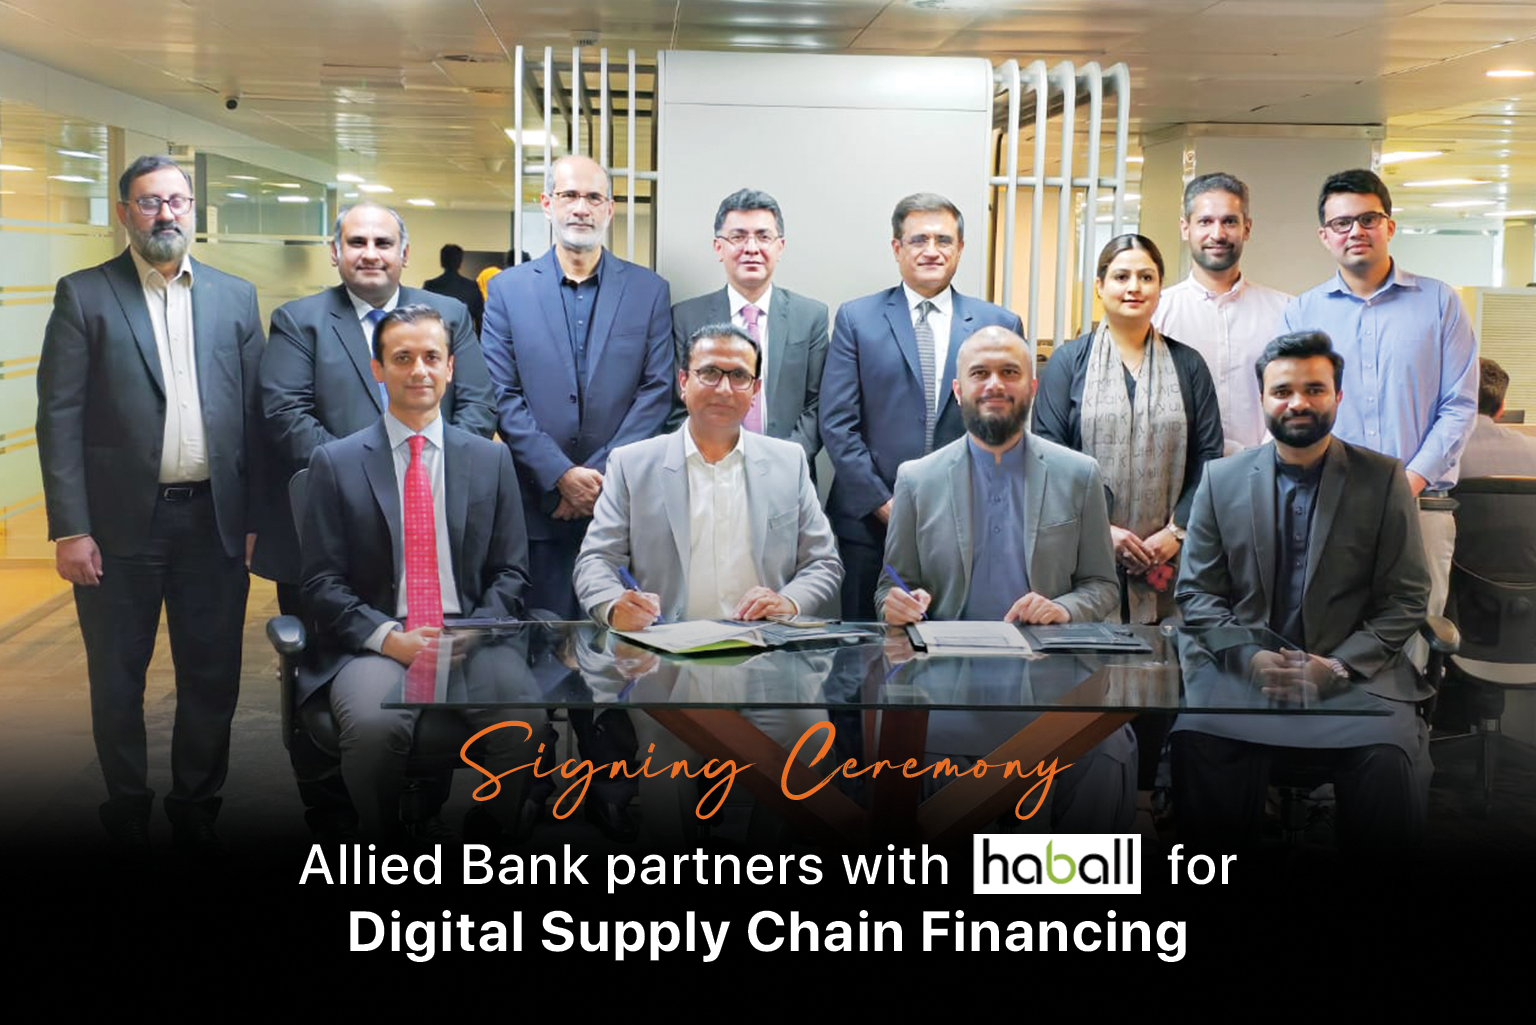 Signing Ceremony
Allied Bank partners with haball for
Digital Supply Chain Financing